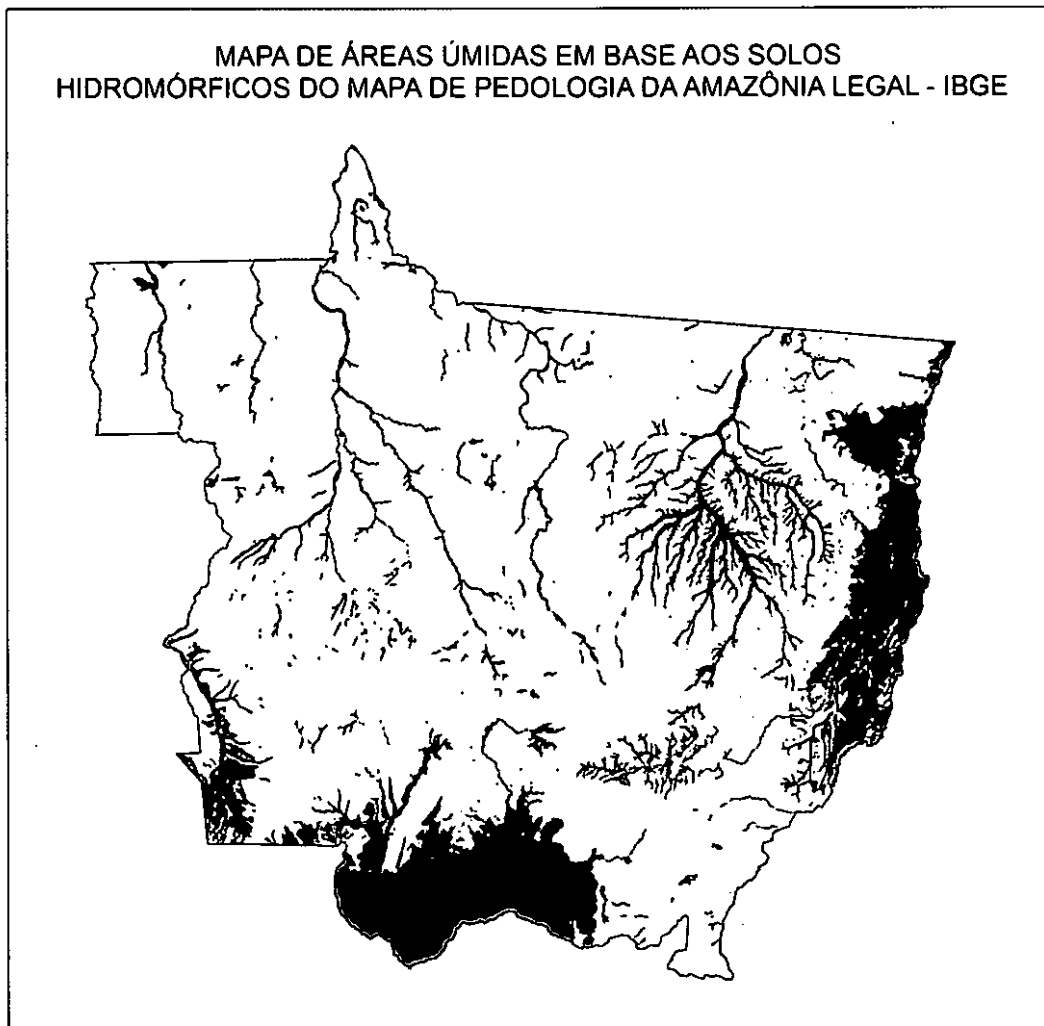 MAPA DE ÁREAS ÚMIDAS EM BASE AOS SOLOS
HIDROMÓRFICOS DO MAPA DE PEDOLOGIA DA AMAZÔNIA LEGAL - IBGE